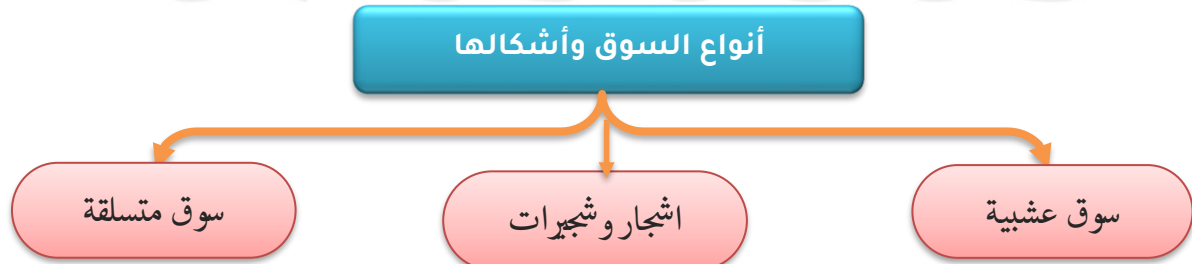 أنواع السوق وأشكالها
سوق عشبية
اشجار وشجيرات
سوق متسلقة